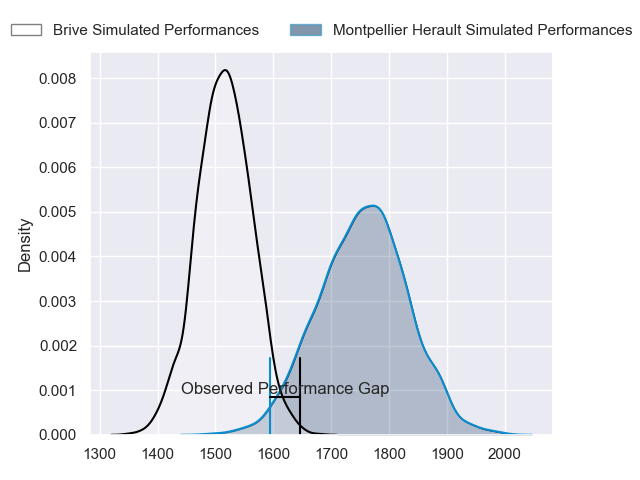 Brive Simulated Performances Montpellier Herault Simulated Performances
0.008
0.007
0.006
0.005
0.004
0.003
0.002
0.001
0.000
Density
Observed Performance Gap
1300 1400 1500 1600 1700 1800 1900 2000